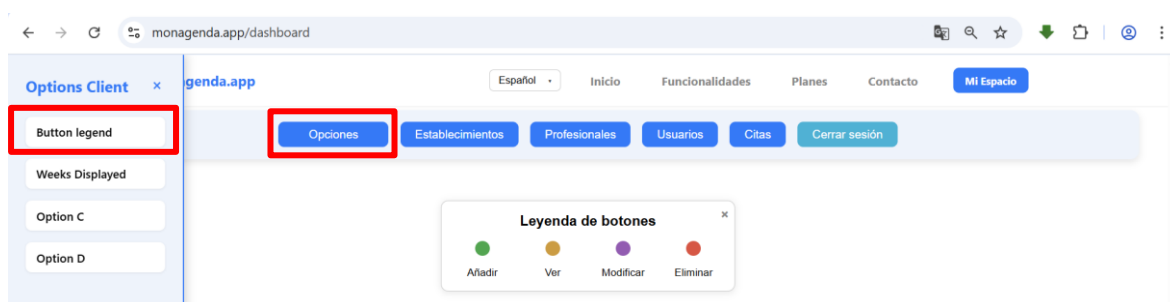 monagenda.app/dashboard
Options Client ×
genda.app
Español
Inicio
Funcionalidades
Planes
Contacto
Mi Espacio
Button legend
Weeks Displayed
Option C
Option D
Opciones
Establecimientos
Profesionales
Usuarios
Citas
Cerrar sesión
Leyenda de botones ×
Añadir
Ver
Modificar
Eliminar